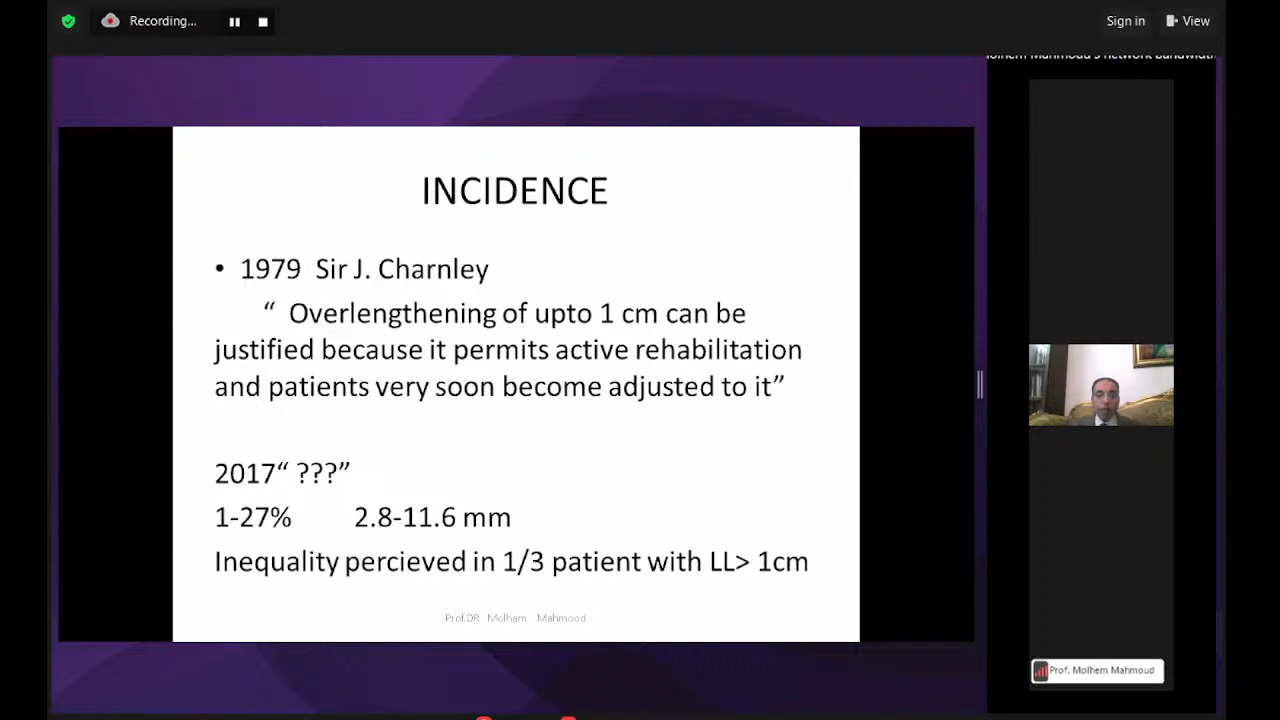 Recording...
Sign in
View
INCIDENCE
• 1979 Sir J. Charnley
“ Overlengthening of upto 1 cm can be
justified because it permits active rehabilitation
and patients very soon become adjusted to it”
2017“ ???”
1-27% 2.8-11.6 mm
Inequality percieved in 1/3 patient with LL> 1cm
Prof.DR Molham Mahmood
Prof. Molhem Mahmoud